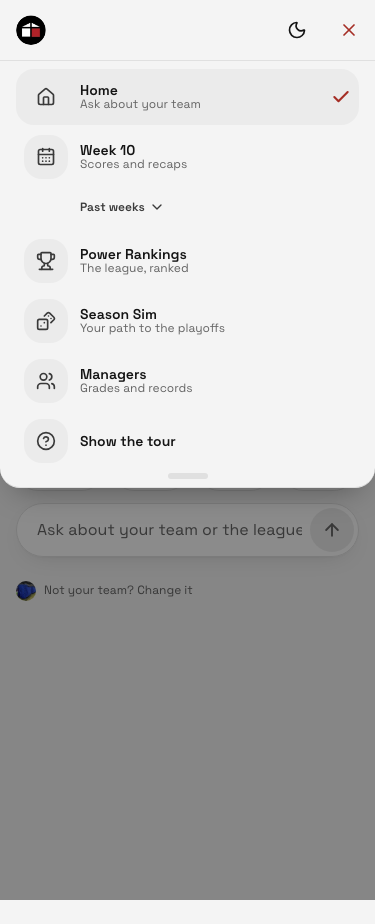 Home
Ask about your team
Week 10
Scores and recaps
Past weeks
Power Rankings
The league, ranked
Season Sim
Your path to the playoffs
Managers
Grades and records
Show the tour
Ask about your team or the league
Not your team? Change it